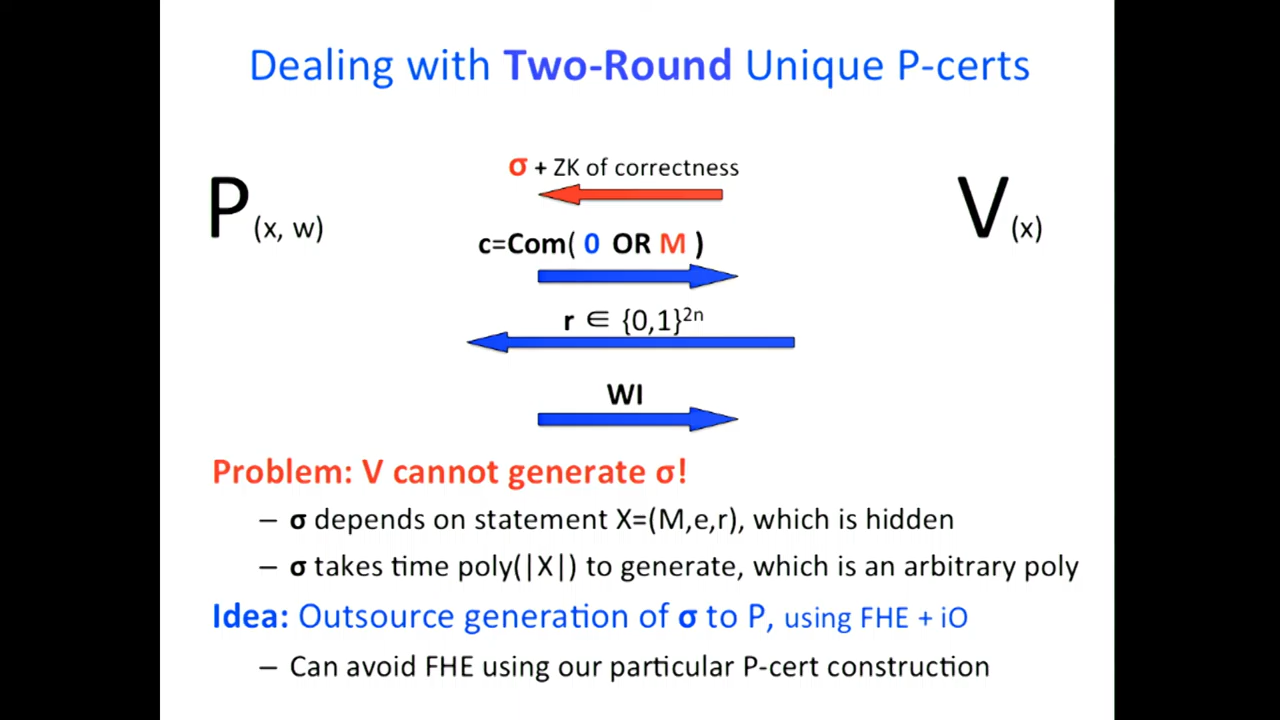 Dealing with Two-Round Unique P-certs
σ + ZK of correctness
P (x, w)
V (x)
c=Com( 0 OR M )
r ∈ {0,1}²ⁿ
WI
Problem: V cannot generate σ!
– σ depends on statement X=(M,e,r), which is hidden
– σ takes time poly(|X|) to generate, which is an arbitrary poly
Idea: Outsource generation of σ to P, using FHE + iO
– Can avoid FHE using our particular P-cert construction